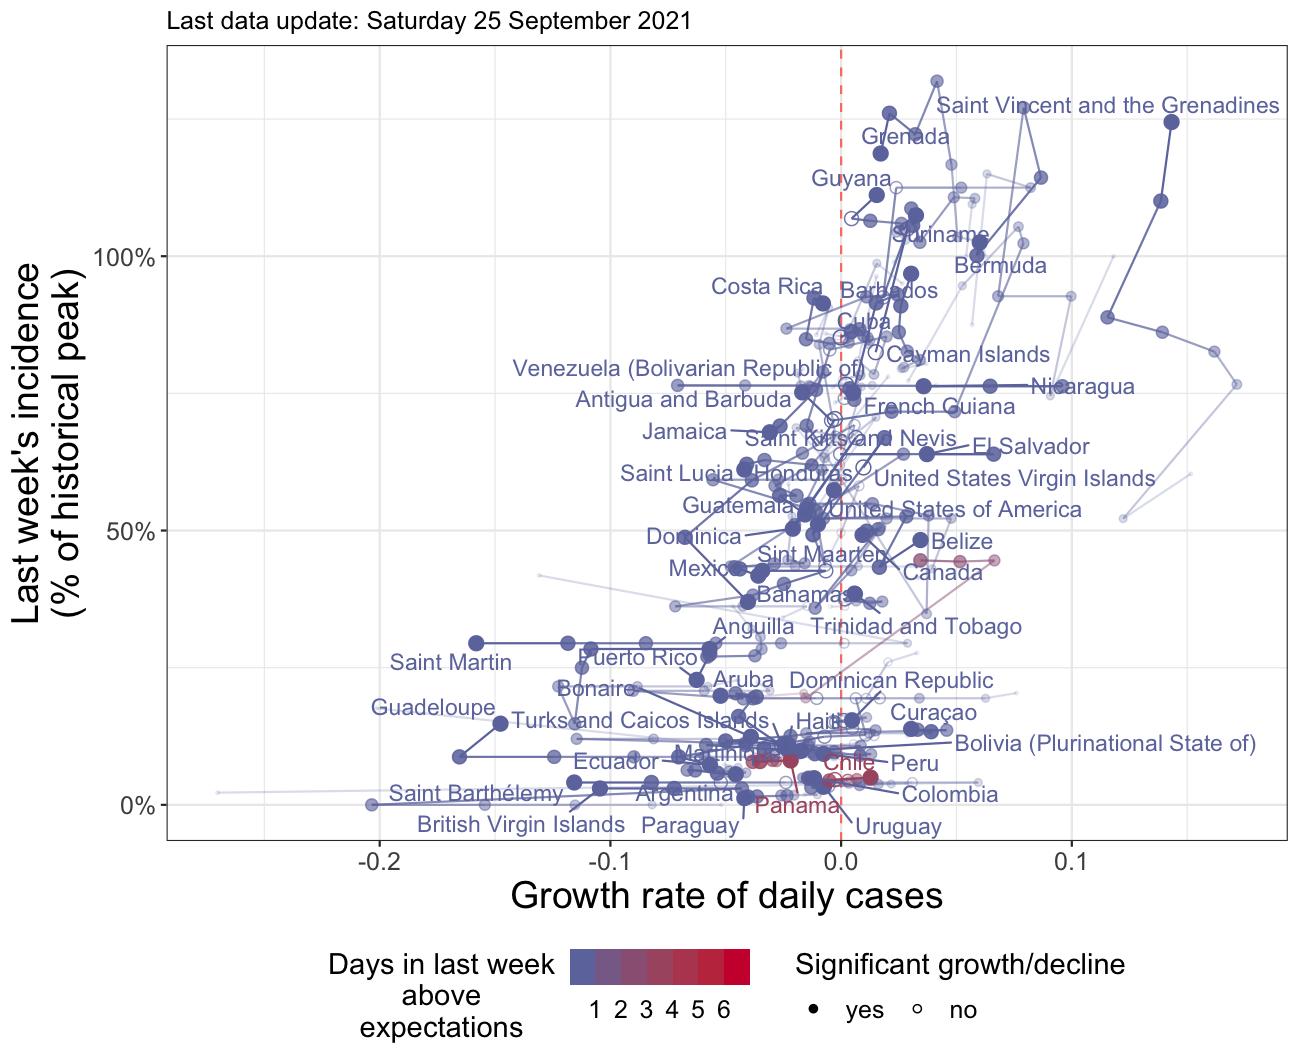 Last data update: Saturday 25 September 2021
Last week's incidence
(% of historical peak)
100%
50%
0%
Saint Vincent and the Grenadines
Grenada
Guyana
Suriname
Bermuda
Costa Rica
Barbados
Cuba
Cayman Islands
Venezuela (Bolivarian Republic of)
Nicaragua
Antigua and Barbuda
French Guiana
Jamaica
Saint Kitts and Nevis
El Salvador
Saint Lucia
Honduras
United States Virgin Islands
Guatemala
United States of America
Dominica
Belize
Sint Maarten
Mexico
Canada
Bahamas
Anguilla
Trinidad and Tobago
Saint Martin
Puerto Rico
Bonaire
Aruba
Dominican Republic
Guadeloupe
Turks and Caicos Islands
Haiti
Curaçao
Bolivia (Plurinational State of)
Martinique
Ecuador
Chile
Peru
Saint Barthélemy
Argentina
Panama
Colombia
British Virgin Islands
Paraguay
Uruguay
-0.2
-0.1
0.0
0.1
Growth rate of daily cases
Days in last week
above
expectations
1 2 3 4 5 6
Significant growth/decline
yes
no